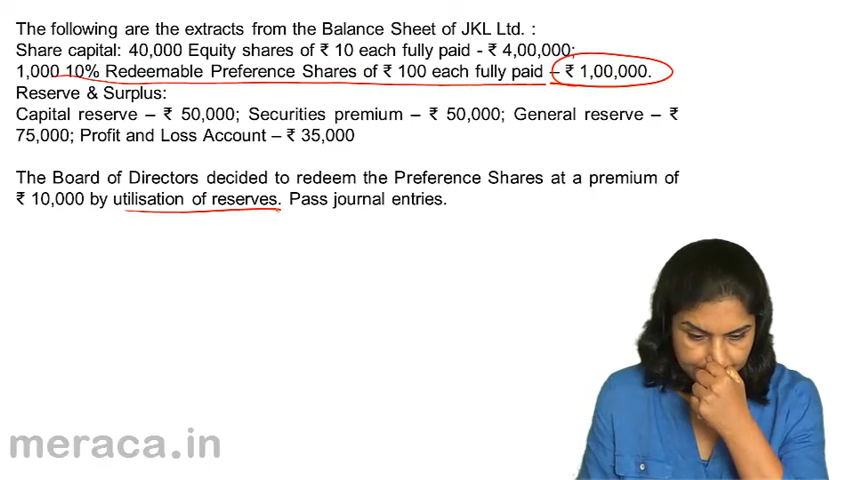 The following are the extracts from the Balance Sheet of JKL Ltd. :
Share capital: 40,000 Equity shares of ₹ 10 each fully paid - ₹ 4,00,000;
1,000 10% Redeemable Preference Shares of ₹ 100 each fully paid – ₹ 1,00,000.
Reserve & Surplus:
Capital reserve – ₹ 50,000; Securities premium – ₹ 50,000; General reserve – ₹
75,000; Profit and Loss Account – ₹ 35,000
The Board of Directors decided to redeem the Preference Shares at a premium of
₹ 10,000 by utilisation of reserves. Pass journal entries.
meraca.in